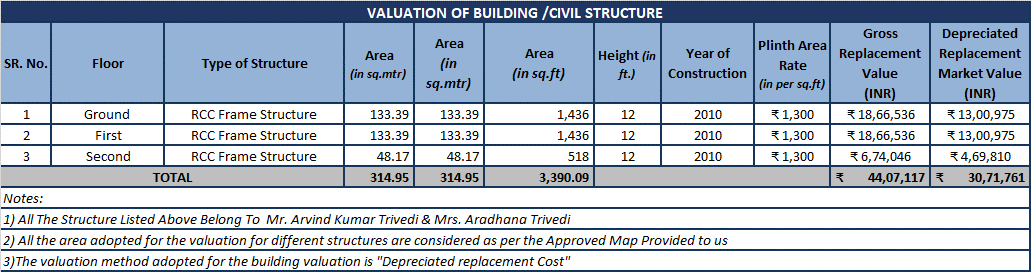 VALUATION OF BUILDING /CIVIL STRUCTURE
SR. No. Floor Type of Structure Area (in sq.mtr) Area (in sq.mtr) Area (in sq.ft) Height (in ft.) Year of Construction Plinth Area Rate (in per sq.ft) Gross Replacement Value (INR) Depreciated Replacement Market Value (INR)
1 Ground RCC Frame Structure 133.39 133.39 1,436 12 2010 ₹ 1,300 ₹ 18,66,536 ₹ 13,00,975
2 First RCC Frame Structure 133.39 133.39 1,436 12 2010 ₹ 1,300 ₹ 18,66,536 ₹ 13,00,975
3 Second RCC Frame Structure 48.17 48.17 518 12 2010 ₹ 1,300 ₹ 6,74,046 ₹ 4,69,810
TOTAL 314.95 314.95 3,390.09 ₹ 44,07,117 ₹ 30,71,761
Notes:
1) All The Structure Listed Above Belong To Mr. Arvind Kumar Trivedi & Mrs. Aradhana Trivedi
2) All the area adopted for the valuation for different structures are considered as per the Approved Map Provided to us
3)The valuation method adopted for the building valuation is "Depreciated replacement Cost"